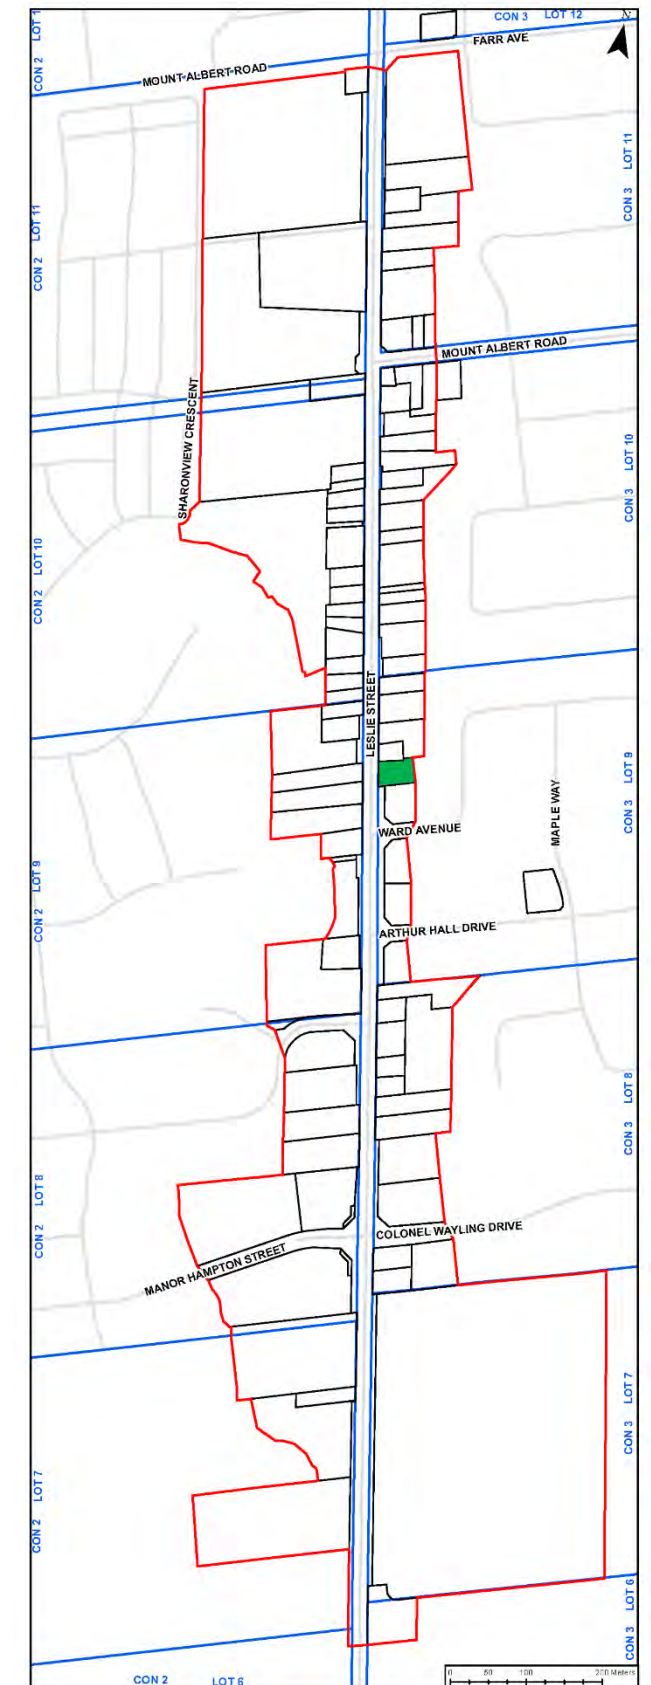 CON 3 LOT 12
N
CON 2 LOT 1
FARR AVE
MOUNT ALBERT ROAD
CON 3 LOT 11
CON 2 LOT 11
MOUNT ALBERT ROAD
SHARONVIEW CRESCENT
CON 3 LOT 10
CON 2 LOT 10
LESLIE STREET
CON 3 LOT 9
MAPLE WAY
WARD AVENUE
CON 2 LOT 9
ARTHUR HALL DRIVE
CON 3 LOT 8
CON 2 LOT 8
COLONEL WAYLING DRIVE
MANOR HAMPTON STREET
CON 3 LOT 7
CON 2 LOT 7
CON 3 LOT 6
CON 2 LOT 6
0 50 100 200 Meters